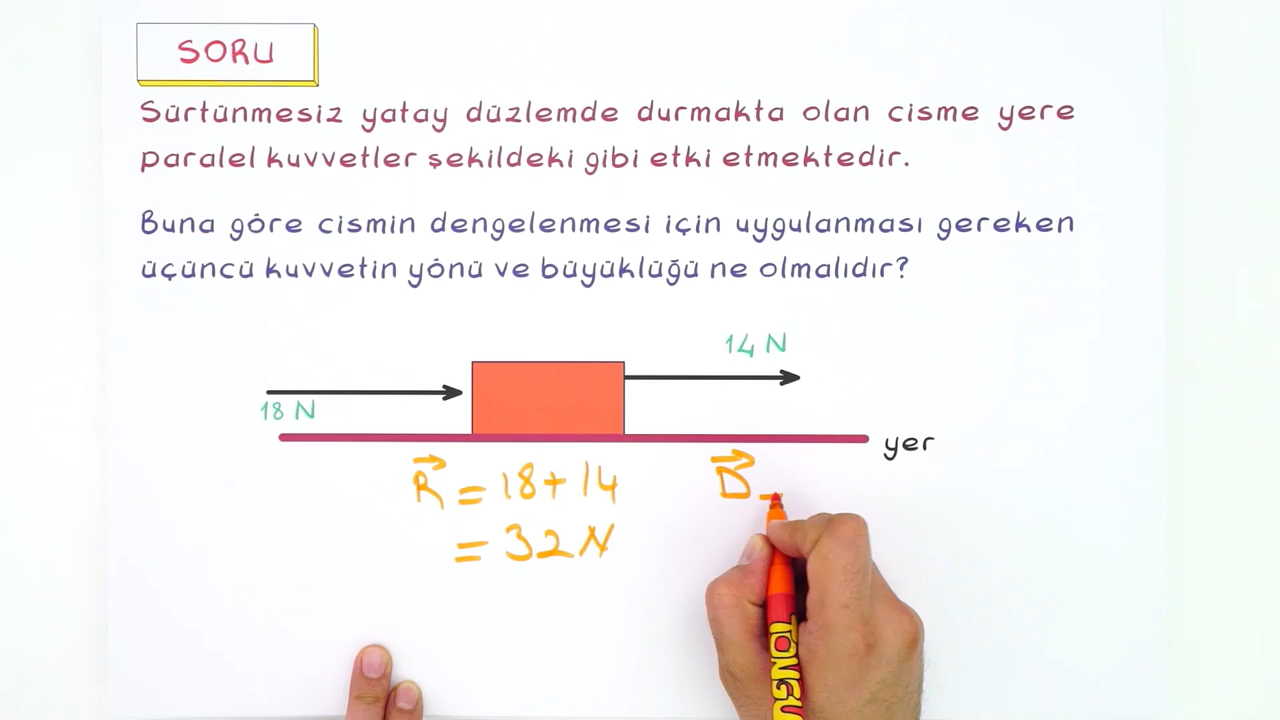 SORU
Sürtünmesiz yatay düzlemde durmakta olan cisme yere
paralel kuvvetler şekildeki gibi etki etmektedir.
Buna göre cismin dengelenmesi için uygulanması gereken
üçüncü kuvvetin yönü ve büyüklüğü ne olmalıdır?
14 N
18 N
yer
R = 18 + 14
= 32 N
D =
TONGU